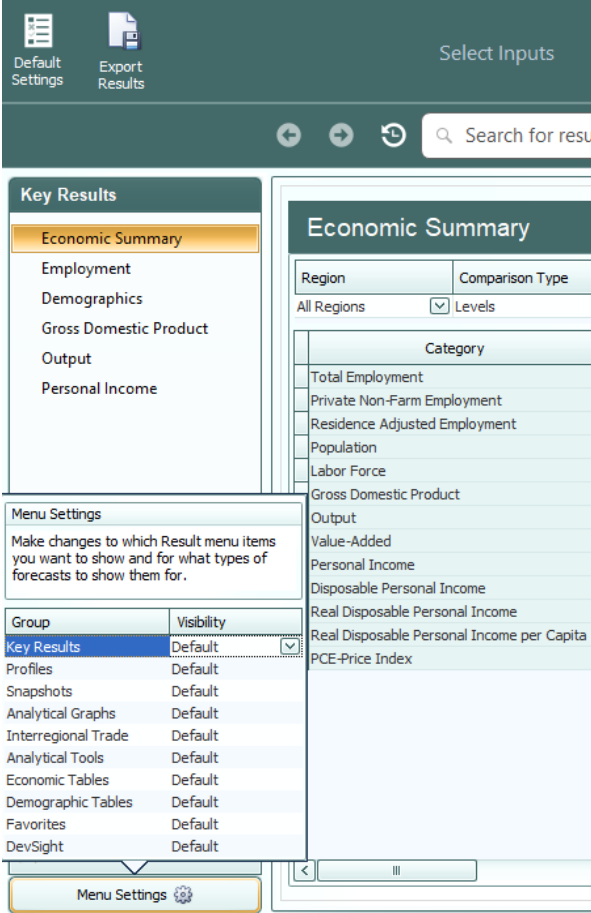 Default
Settings
Export
Results
Select Inputs
Search for resu
Key Results
Economic Summary
Employment
Demographics
Gross Domestic Product
Output
Personal Income
Economic Summary
Region
Comparison Type
All Regions
Levels
Category
Total Employment
Private Non-Farm Employment
Residence Adjusted Employment
Population
Labor Force
Gross Domestic Product
Output
Value-Added
Personal Income
Disposable Personal Income
Real Disposable Personal Income
Real Disposable Personal Income per Capita
PCE-Price Index
Menu Settings
Make changes to which Result menu items
you want to show and for what types of
forecasts to show them for.
Group Visibility
Key Results Default
Profiles Default
Snapshots Default
Analytical Graphs Default
Interregional Trade Default
Analytical Tools Default
Economic Tables Default
Demographic Tables Default
Favorites Default
DevSight Default
Menu Settings